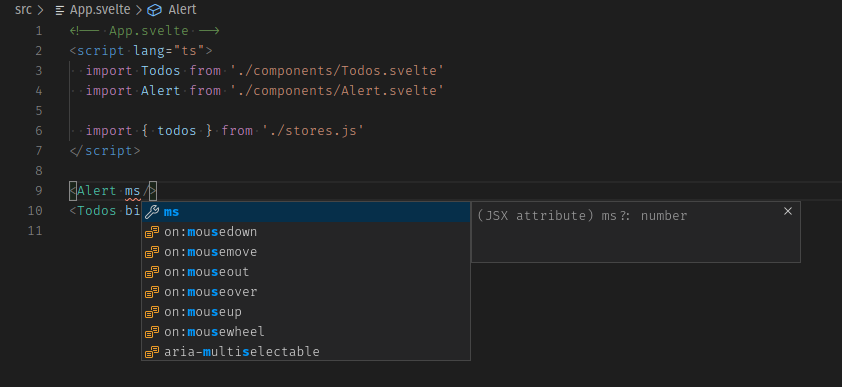 src > App.svelte > Alert
1 <!-- App.svelte -->
2 <script lang="ts">
3 import Todos from './components/Todos.svelte'
4 import Alert from './components/Alert.svelte'
5
6 import { todos } from './stores.js'
7 </script>
8
9 <Alert ms/>
10 <Todos bi
11
ms
on:mousedown
on:mousemove
on:mouseout
on:mouseover
on:mouseup
on:mousewheel
aria-multiselectable
(JSX attribute) ms?: number